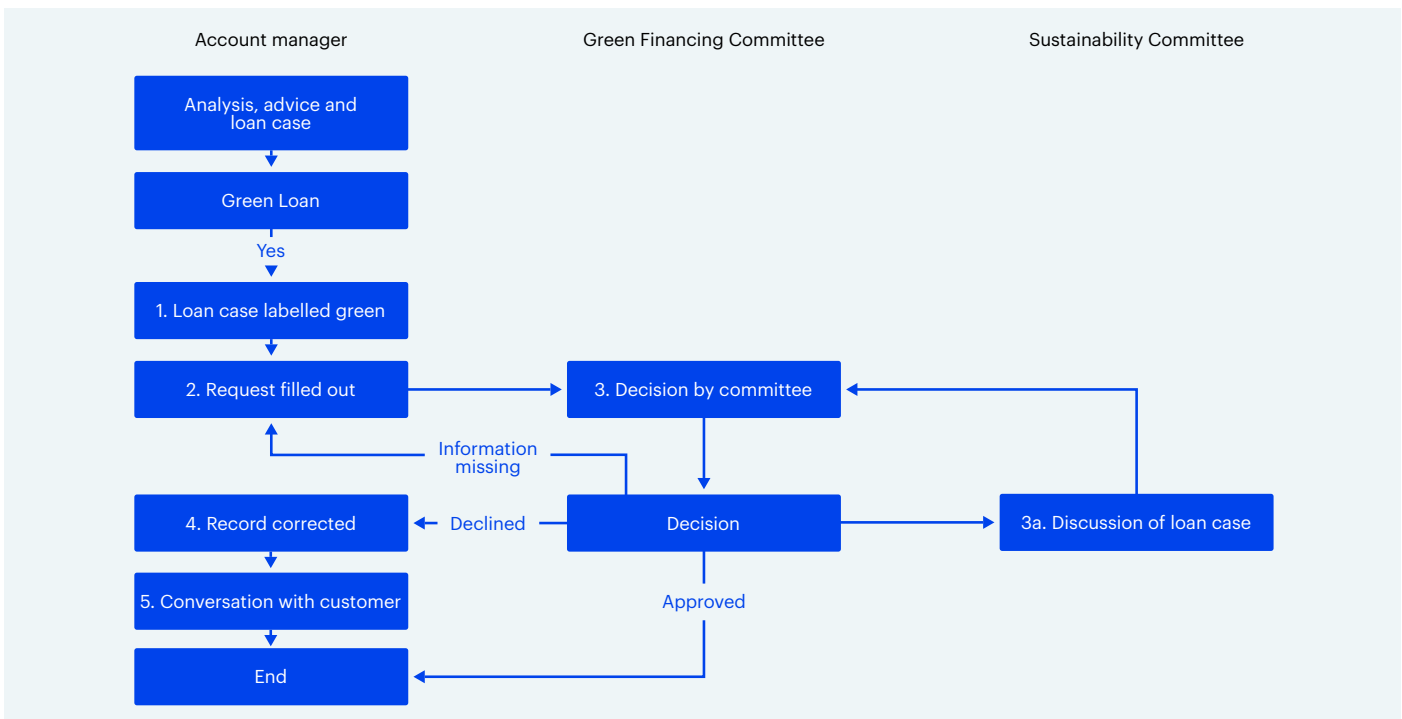 Account manager
Green Financing Committee
Sustainability Committee
Analysis, advice and
loan case
Green Loan
Yes
1. Loan case labelled green
2. Request filled out
3. Decision by committee
Information
missing
4. Record corrected
Declined
Decision
3a. Discussion of loan case
5. Conversation with customer
Approved
End